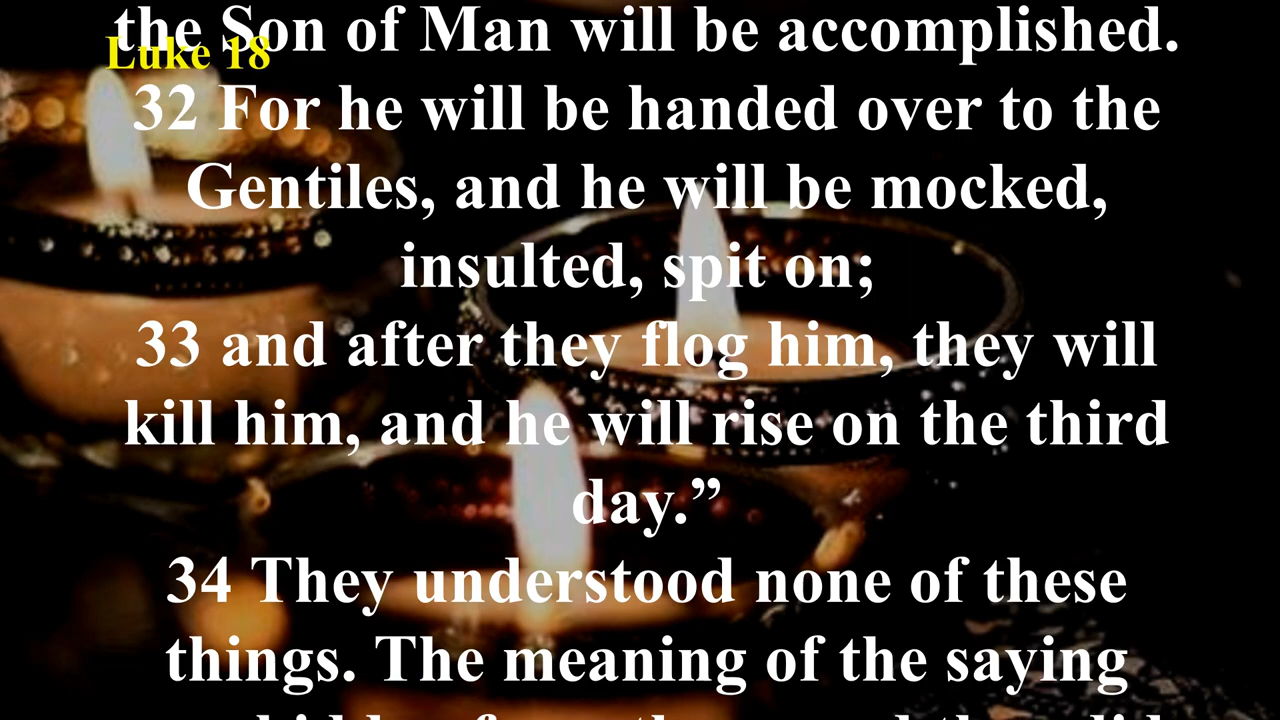 the Son of Man will be accomplished.
Luke 18
32 For he will be handed over to the
Gentiles, and he will be mocked,
insulted, spit on;
33 and after they flog him, they will
kill him, and he will rise on the third
day.”
34 They understood none of these
things. The meaning of the saying